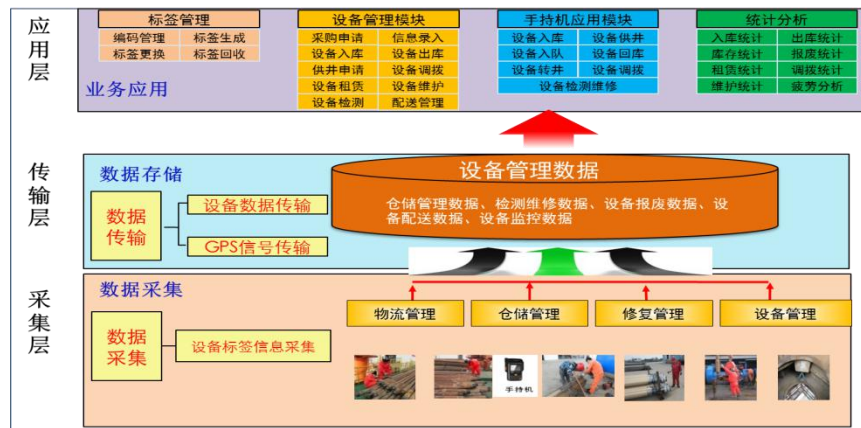 应用层
标签管理
编码管理 标签生成
标签更换 标签回收
业务应用
设备管理模块
采购申请 信息录入
设备入库 设备出库
供井申请 设备调拨
设备租赁 设备维护
设备检测 配送管理
手持机应用模块
设备入库 设备供井
设备入队 设备回库
设备转井 设备调拨
设备检测维修
统计分析
入库统计 出库统计
库存统计 报废统计
租赁统计 调拨统计
维护统计 疲劳分析
传输层
数据存储
数据
传输
设备数据传输
GPS信号传输
设备管理数据
仓储管理数据、检测维修数据、设备报废数据、设
备配送数据、设备监控数据
采集层
数据采集
数据
采集
设备标签信息采集
物流管理
仓储管理
修复管理
设备管理
手持机